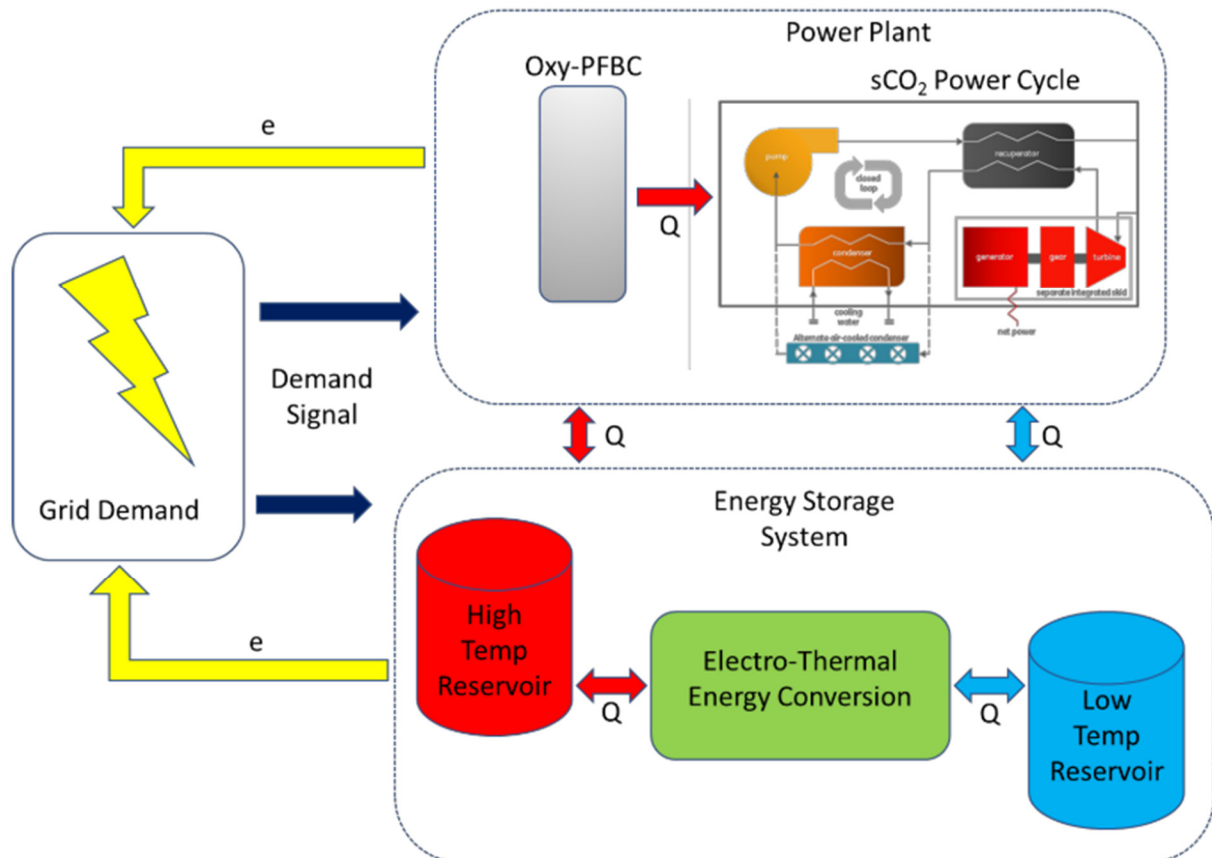 Power Plant
Oxy-PFBC
sCO₂ Power Cycle
e
pump
recuperator
closed
loop
Q
condenser
generator
gear
turbine
separate integrated skid
cooling
water
net power
Alternate air-cooled condenser
Demand
Signal
Grid Demand
Q
Q
Energy Storage
System
High
Temp
Reservoir
Electro-Thermal
Energy Conversion
Low
Temp
Reservoir
Q
Q
e